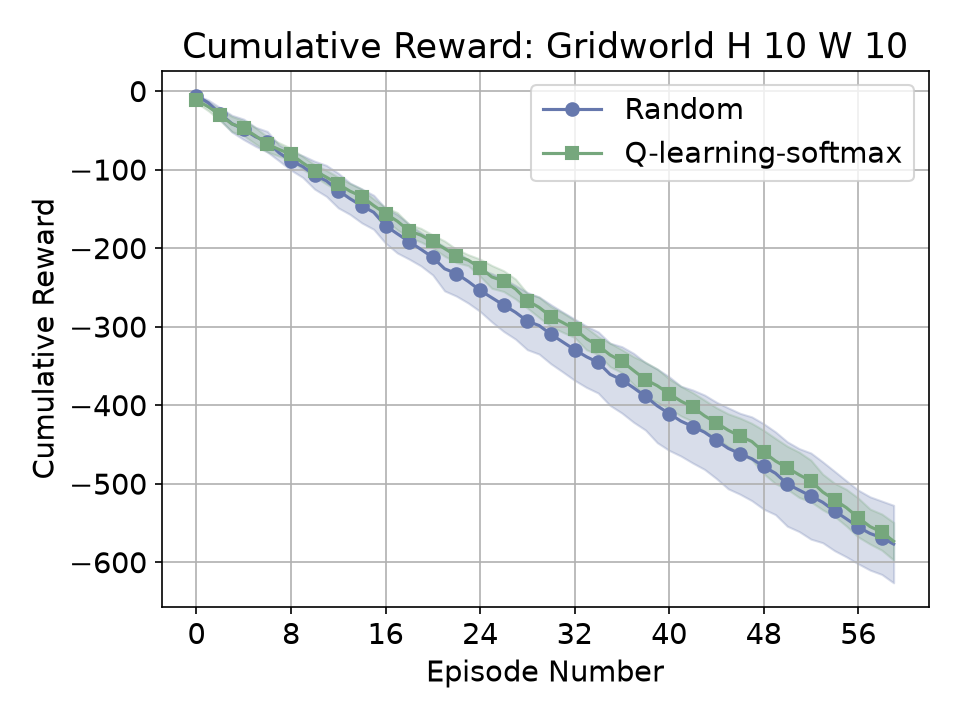 Cumulative Reward: Gridworld H 10 W 10
Random
Q-learning-softmax
Cumulative Reward
0
−100
−200
−300
−400
−500
−600
0 8 16 24 32 40 48 56
Episode Number